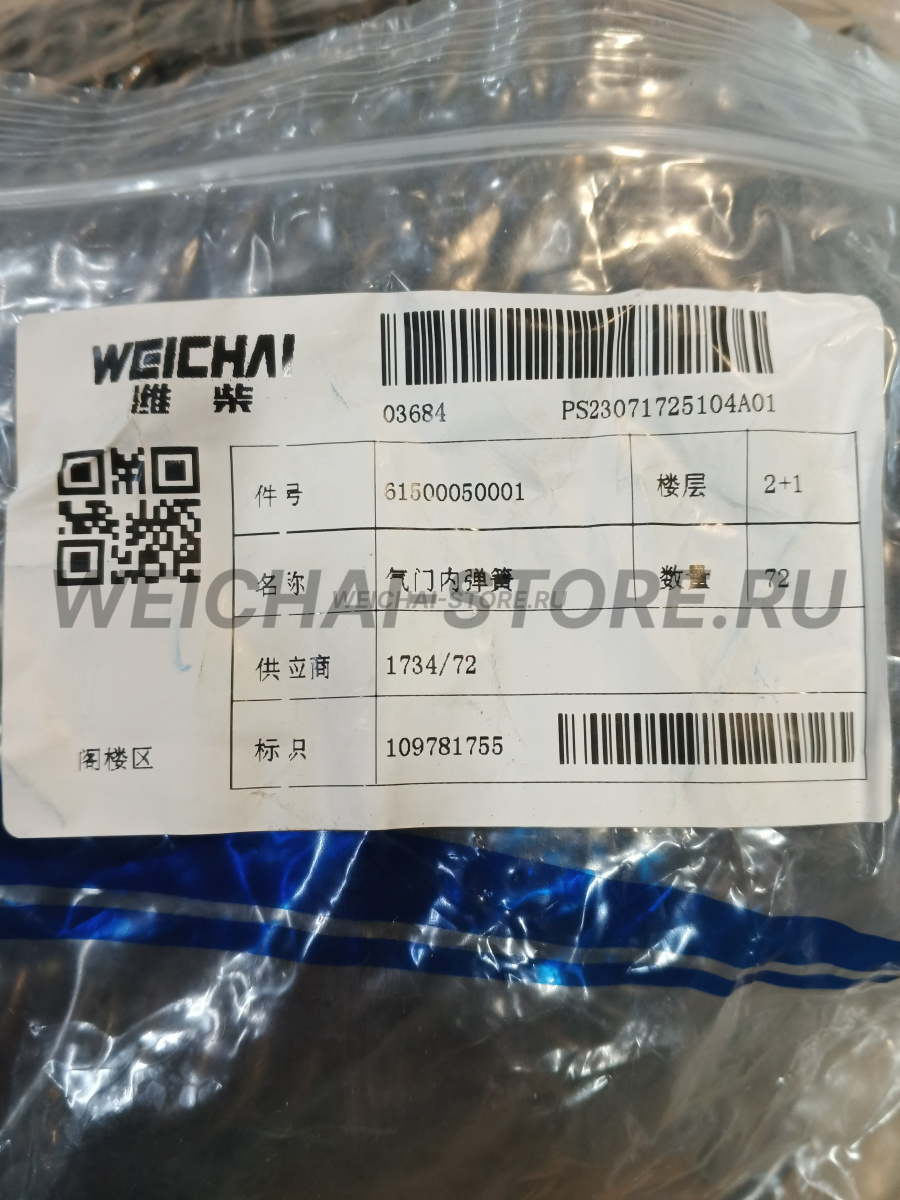 WEICHAI
潍柴
03684 PS23071725104A01
件号 61500050001 楼层 2+1
名称 气门内弹簧 数量 72
WEICHAI-STORE.RU
WEICHAI-STORE.RU
供应商 1734/72
标识 109781755
阁楼区